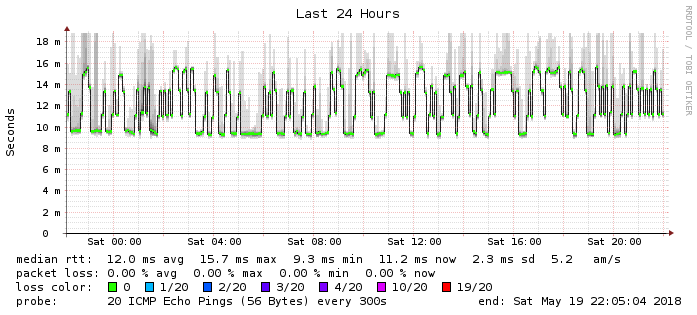 Last 24 Hours
RRDTOOL / TOBI OETIKER
Seconds
18 m
16 m
14 m
12 m
10 m
8 m
6 m
4 m
2 m
0
Sat 00:00 Sat 04:00 Sat 08:00 Sat 12:00 Sat 16:00 Sat 20:00
median rtt: 12.0 ms avg 15.7 ms max 9.3 ms min 11.2 ms now 2.3 ms sd 5.2 am/s
packet loss: 0.00 % avg 0.00 % max 0.00 % min 0.00 % now
loss color: 0 1/20 2/20 3/20 4/20 10/20 19/20
probe: 20 ICMP Echo Pings (56 Bytes) every 300s end: Sat May 19 22:05:04 2018